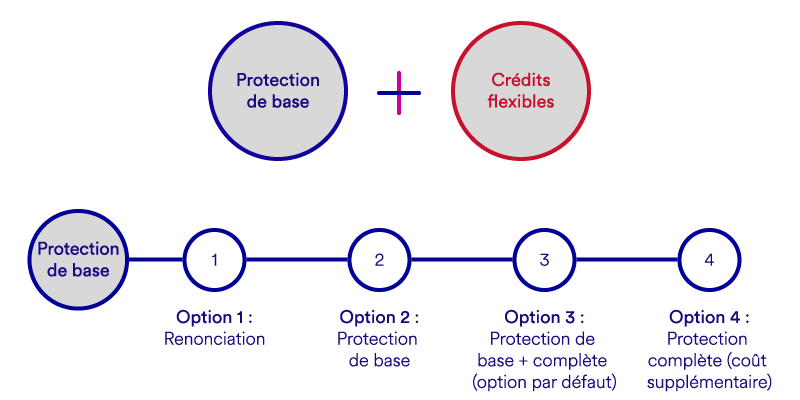 Protection
de base
Crédits
flexibles
Protection
de base
1
2
3
4
Option 1 :
Renonciation
Option 2 :
Protection
de base
Option 3 :
Protection de
base + complète
(option par défaut)
Option 4 :
Protection
complète (coût
supplémentaire)